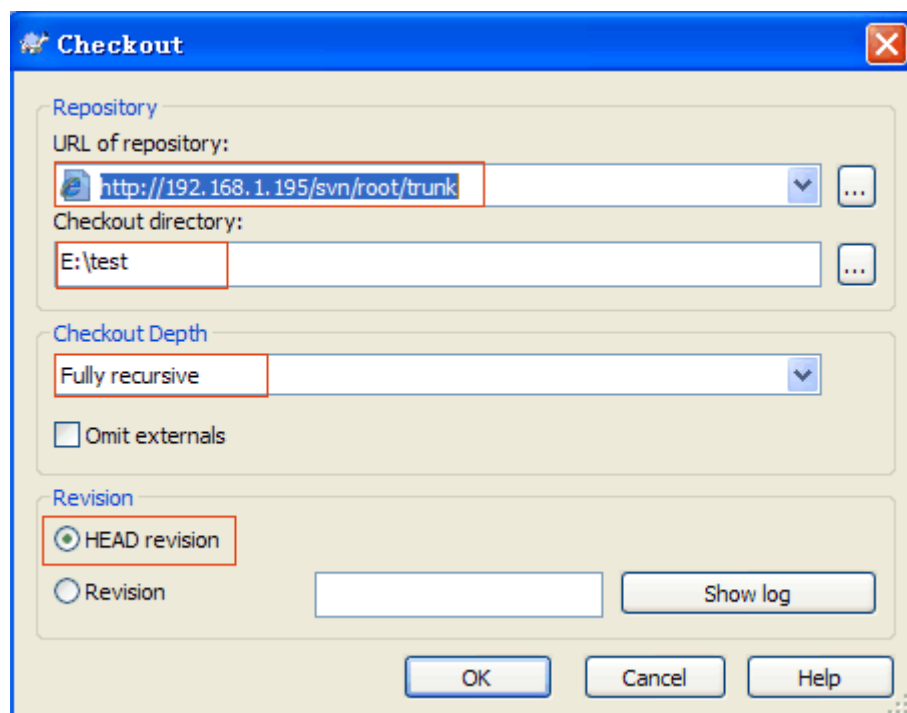 Checkout
Repository
URL of repository:
http://192.168.1.195/svn/root/trunk
...
Checkout directory:
E:\test
...
Checkout Depth
Fully recursive
Omit externals
Revision
HEAD revision
Revision
Show log
OK
Cancel
Help